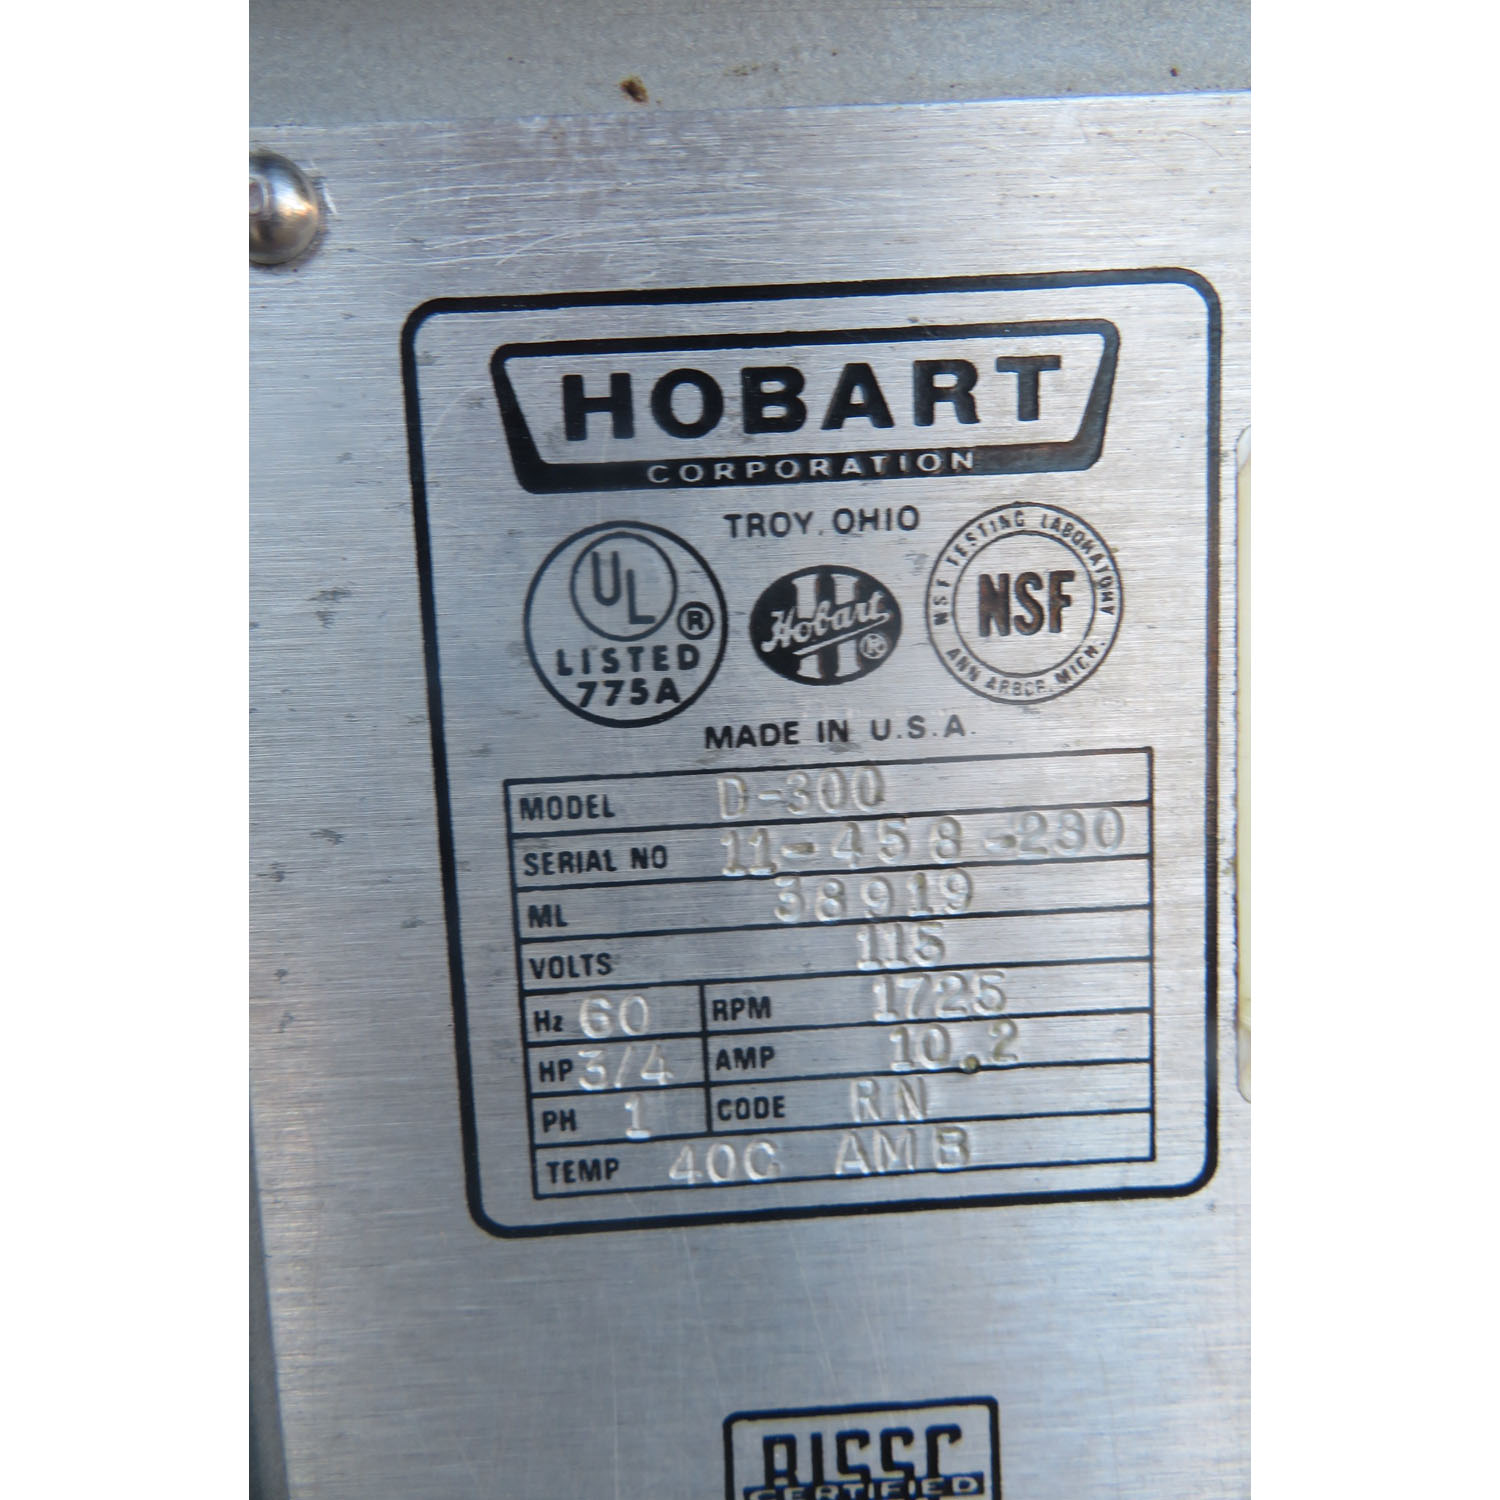 HOBART
CORPORATION
TROY, OHIO
UL
®
LISTED
775A
Hobart
®
NSF TESTING LABORATORY
NSF
ANN ARBOR, MICH.
MADE IN U.S.A.
MODEL D-300
SERIAL NO 11-458-280
ML 38919
VOLTS 115
Hz 60 RPM 1725
HP 3/4 AMP 10.2
PH 1 CODE RN
TEMP 40C AMB
BISSC
CERTIFIED